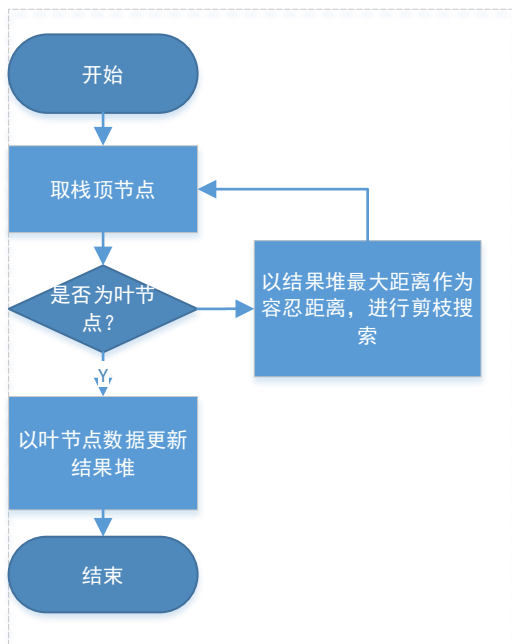 开始
取栈顶节点
是否为叶节
点？
以结果堆最大距离作为
容忍距离，进行剪枝搜
索
Y
以叶节点数据更新
结果堆
结束